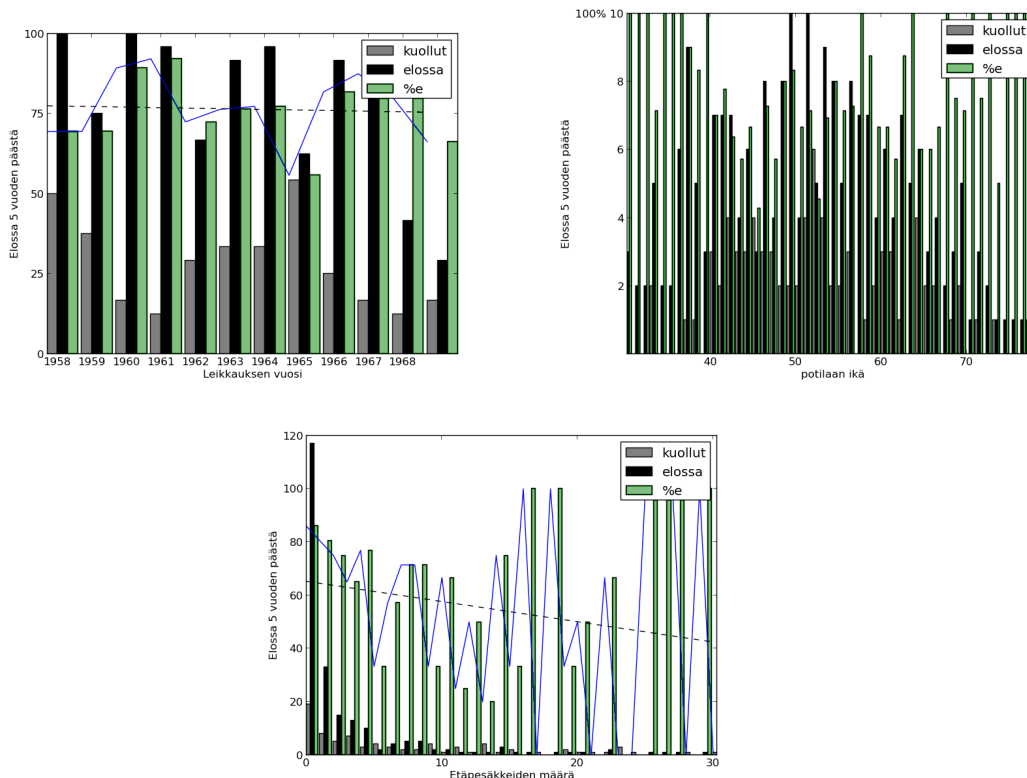 100
75
50
25
0
Elossa 5 vuoden päästä
1958 1959 1960 1961 1962 1963 1964 1965 1966 1967 1968
Leikkauksen vuosi
kuollut
elossa
%e
100% 10
8
6
4
2
Elossa 5 vuoden päästä
40 50 60 70
potilaan ikä
kuollut
elossa
%e
120
100
80
60
40
20
0
Elossa 5 vuoden päästä
0 10 20 30
Etäpesäkkeiden määrä
kuollut
elossa
%e